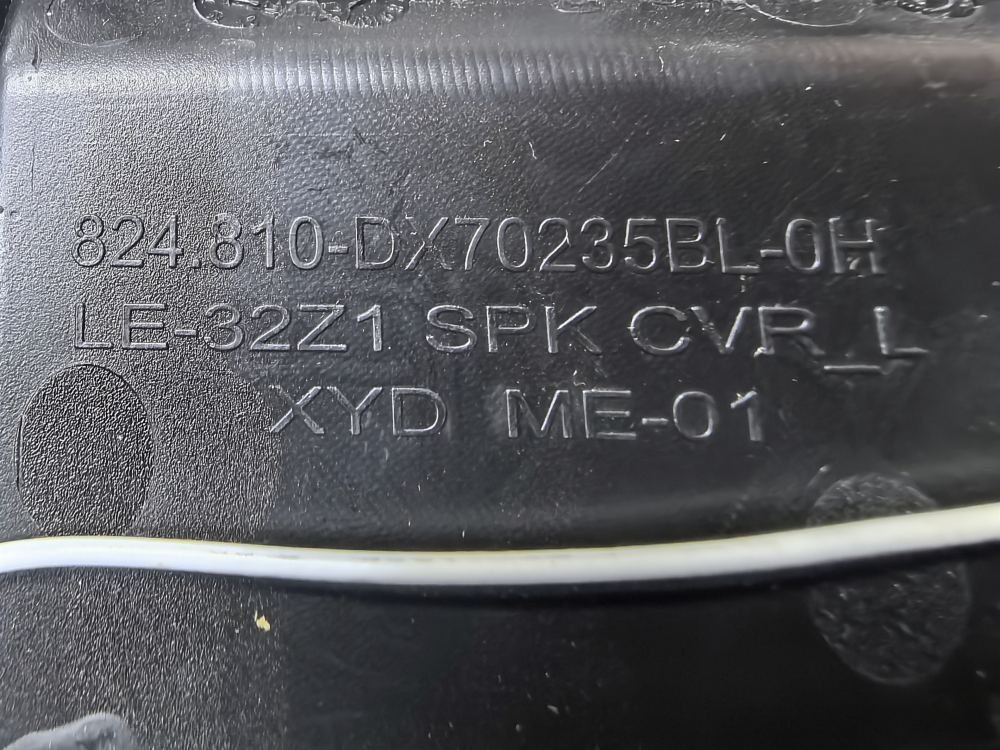 824.810-DX70235BL-0H
LE-32Z1 SPK CVR_L
XYD ME-01